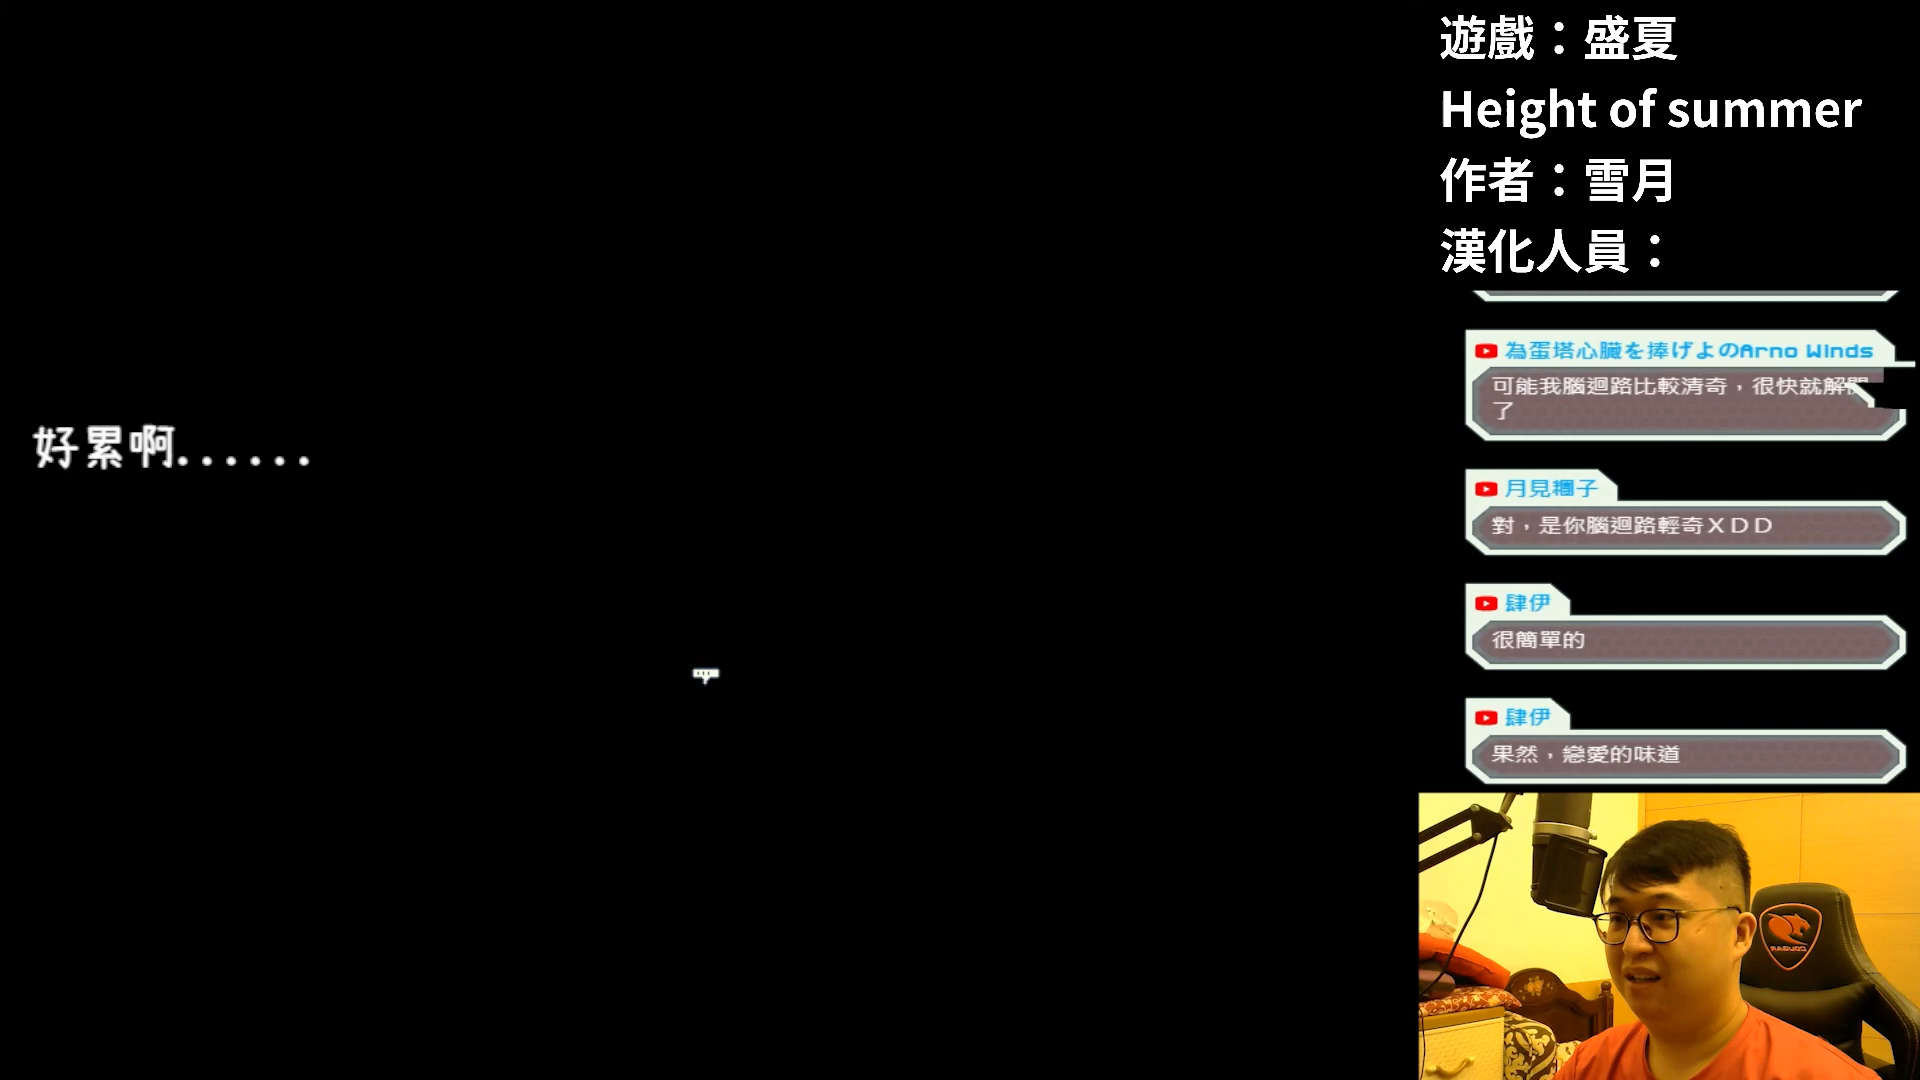 遊戲：盛夏
Height of summer
作者：雪月
漢化人員：
為蛋塔心臟を捧げよのArno Winds
可能我腦迴路比較清奇，很快就解開
了
好累啊......
月見糰子
對，是你腦迴路輕奇ＸＤＤ
肆伊
很簡單的
肆伊
果然，戀愛的味道
COUGAR